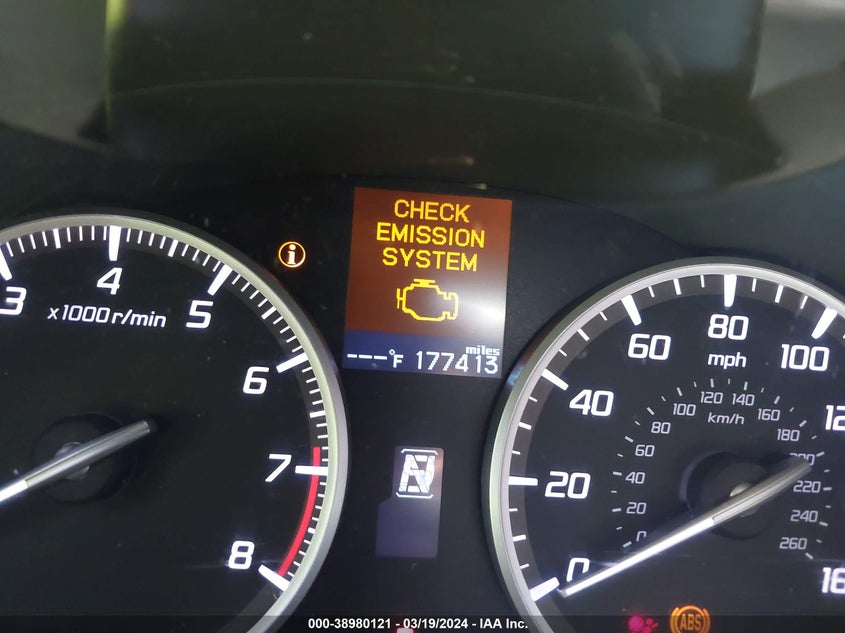 CHECK
EMISSION
SYSTEM
i
miles
---°F 177413
3
4
5
6
7
8
x1000r/min
N
0
20
40
60
80
100
mph
0
20
40
60
80
100
120
140
160
180
220
240
260
km/h
ABS
000-38980121 - 03/19/2024 - IAA Inc.